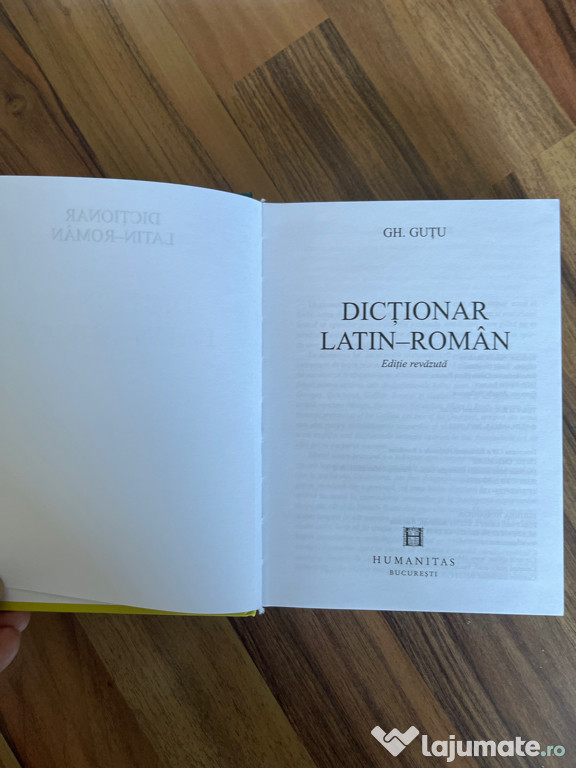 DICȚIONAR
LATIN–ROMÂN
GH. GUȚU
DICȚIONAR
LATIN–ROMÂN
Ediție revăzută
H
HUMANITAS
BUCUREȘTI
lajumate.ro